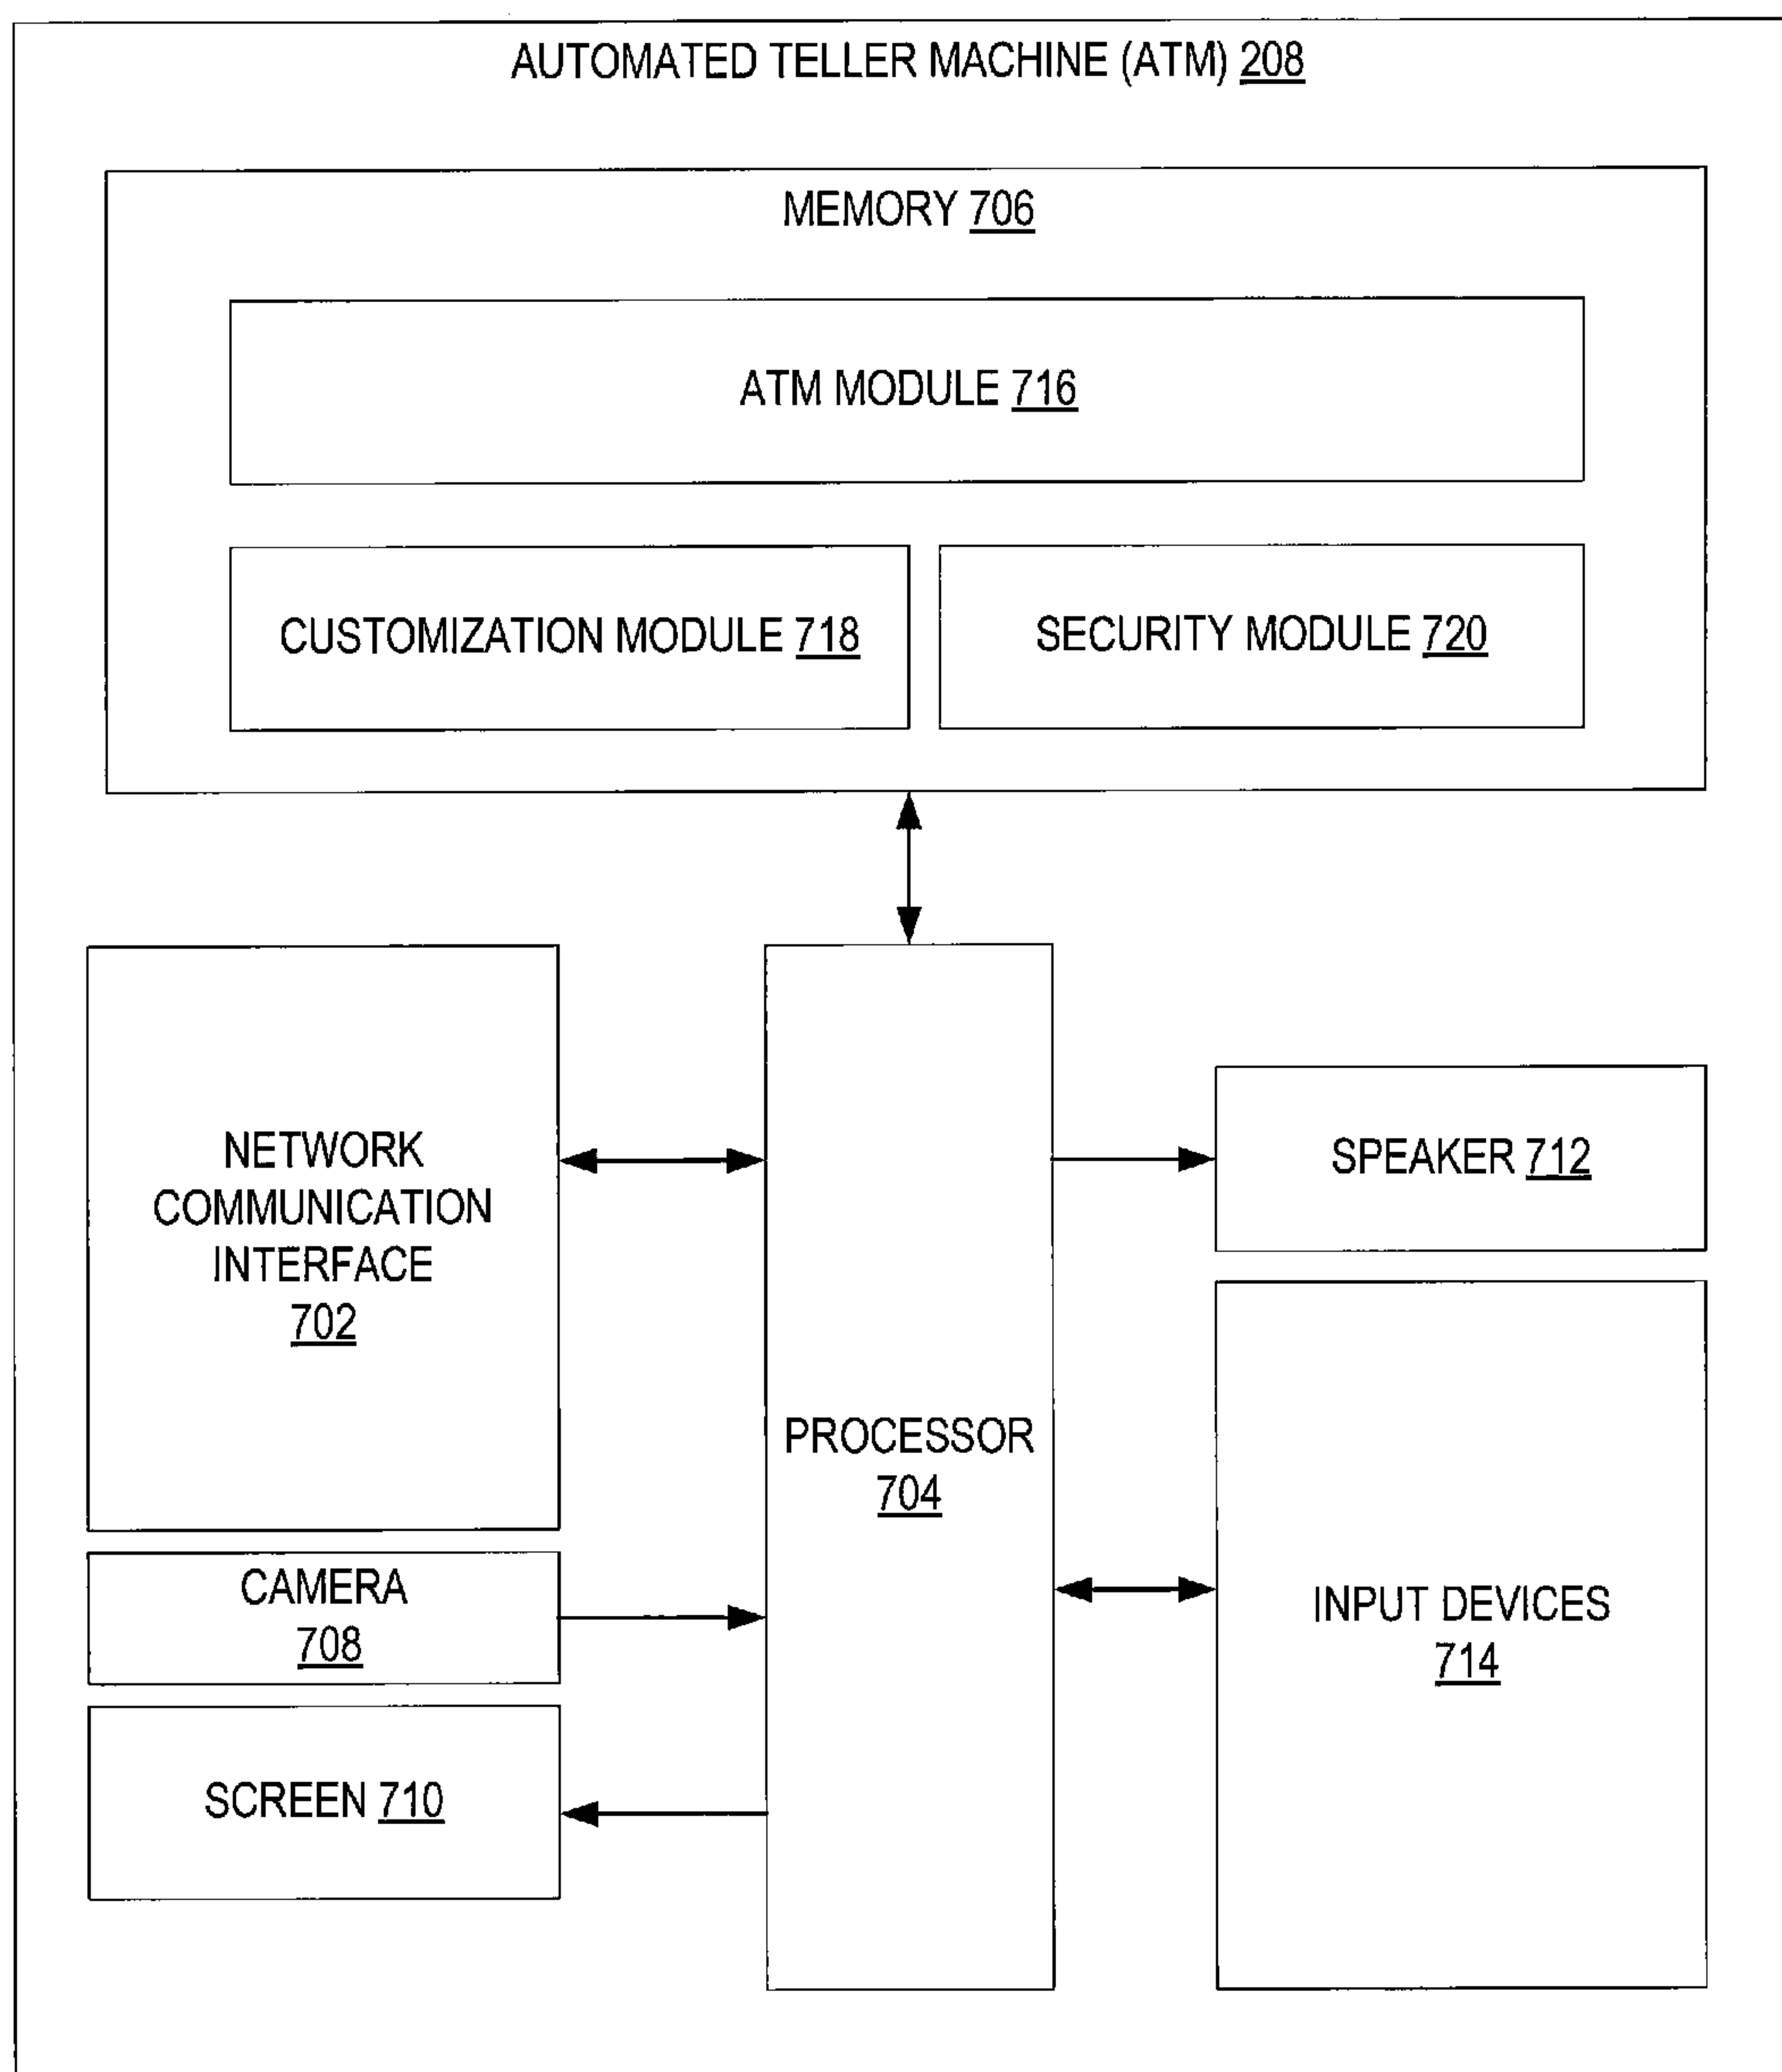 AUTOMATED TELLER MACHINE (ATM) 208
MEMORY 706
ATM MODULE 716
CUSTOMIZATION MODULE 718
SECURITY MODULE 720
NETWORK
COMMUNICATION
INTERFACE
702
CAMERA
708
SCREEN 710
PROCESSOR
704
SPEAKER 712
INPUT DEVICES
714